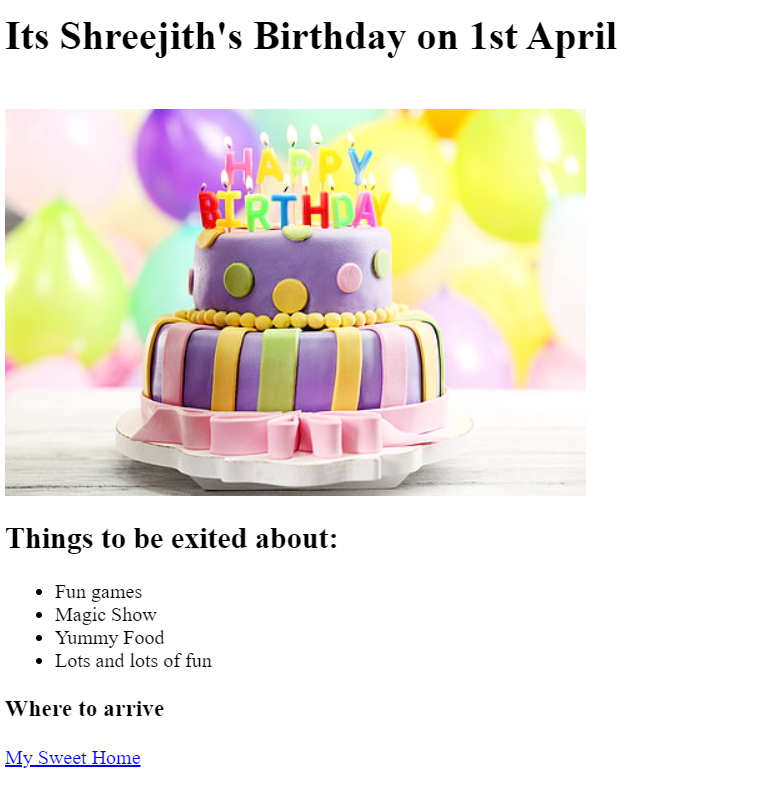 Its Shreejith's Birthday on 1st April
HAPPY
BIRTHDAY
Things to be exited about:
Fun games
Magic Show
Yummy Food
Lots and lots of fun
Where to arrive
My Sweet Home